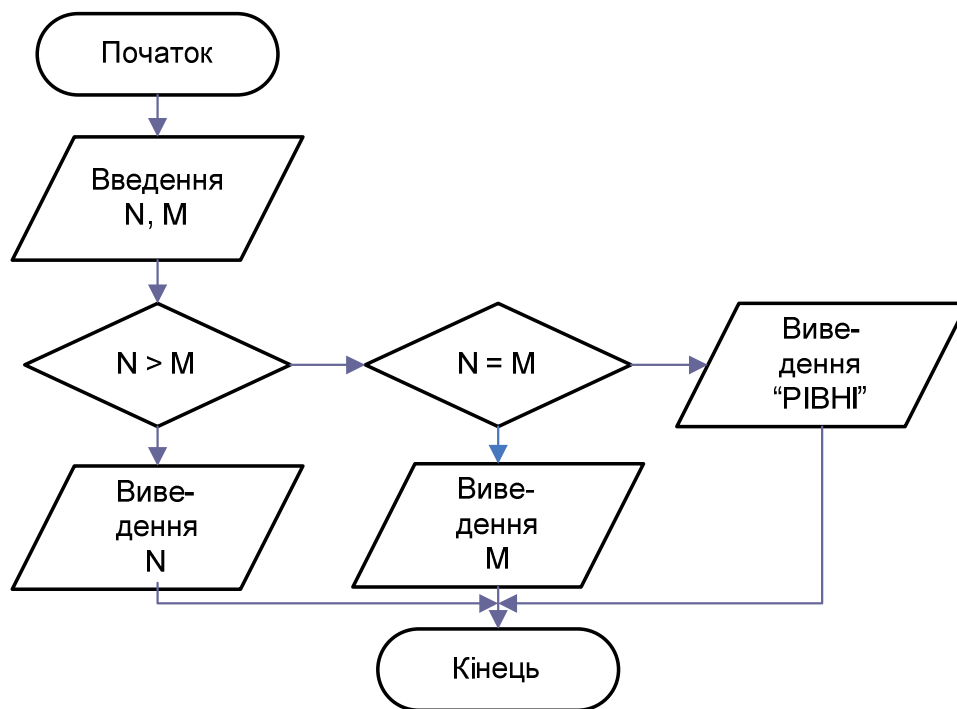 Початок
Введення
N, M
N > M
N = M
Виве-
дення
“РІВНІ”
Виве-
дення
N
Виве-
дення
M
Кінець